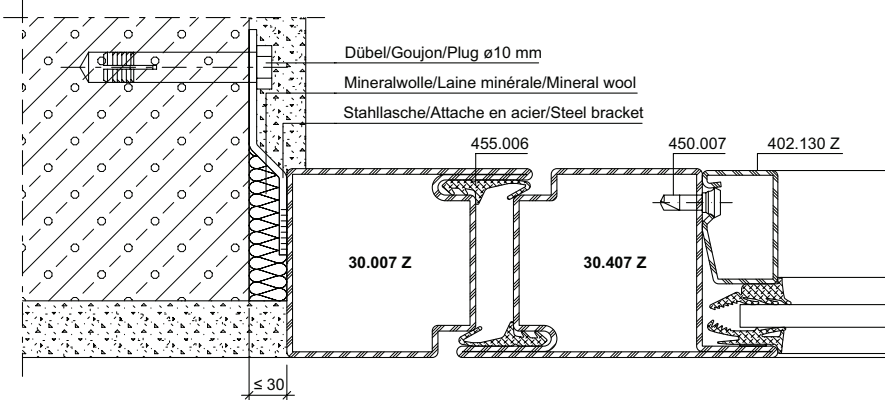 Dübel/Goujon/Plug ø10 mm
Mineralwolle/Laine minérale/Mineral wool
Stahllasche/Attache en acier/Steel bracket
455.006 450.007 402.130 Z
30.007 Z 30.407 Z
≤ 30